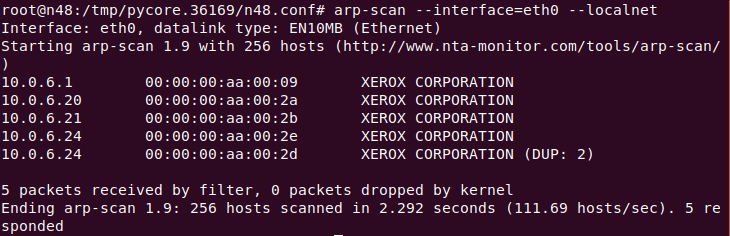 root@n48:/tmp/pycore.36169/n48.conf# arp-scan --interface=eth0 --localnet
Interface: eth0, datalink type: EN10MB (Ethernet)
Starting arp-scan 1.9 with 256 hosts (http://www.nta-monitor.com/tools/arp-scan/
)
10.0.6.1        00:00:00:aa:00:09       XEROX CORPORATION
10.0.6.20       00:00:00:aa:00:2a       XEROX CORPORATION
10.0.6.21       00:00:00:aa:00:2b       XEROX CORPORATION
10.0.6.24       00:00:00:aa:00:2e       XEROX CORPORATION
10.0.6.24       00:00:00:aa:00:2d       XEROX CORPORATION (DUP: 2)
5 packets received by filter, 0 packets dropped by kernel
Ending arp-scan 1.9: 256 hosts scanned in 2.292 seconds (111.69 hosts/sec). 5 re
sponded